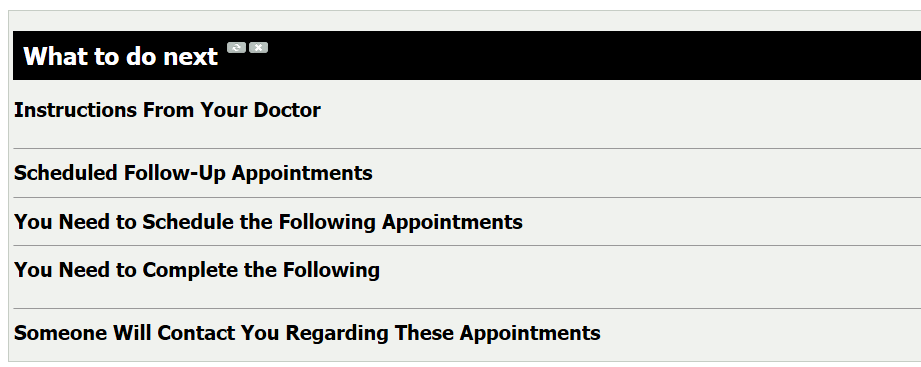 What to do next
Instructions From Your Doctor
Scheduled Follow-Up Appointments
You Need to Schedule the Following Appointments
You Need to Complete the Following
Someone Will Contact You Regarding These Appointments